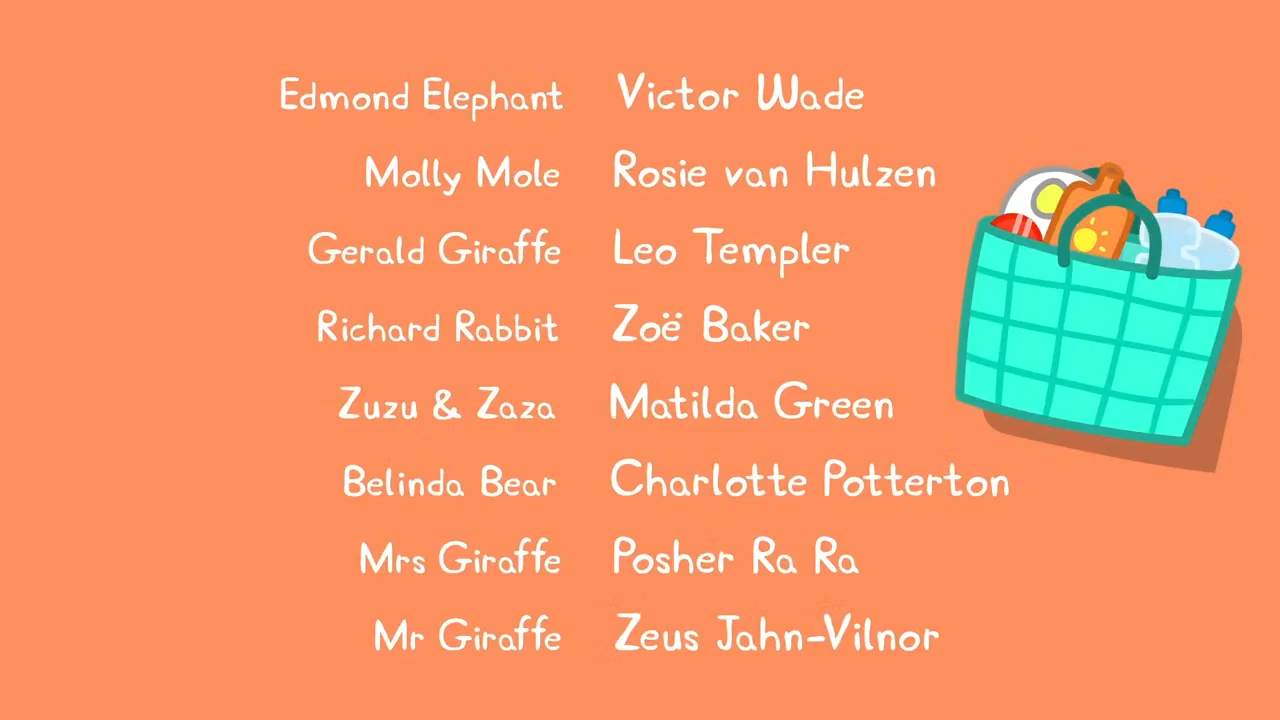 Edmond Elephant Victor Wade
Molly Mole Rosie van Hulzen
Gerald Giraffe Leo Templer
Richard Rabbit Zoë Baker
Zuzu & Zaza Matilda Green
Belinda Bear Charlotte Potterton
Mrs Giraffe Posher Ra Ra
Mr Giraffe Zeus Jahn-Vilnor